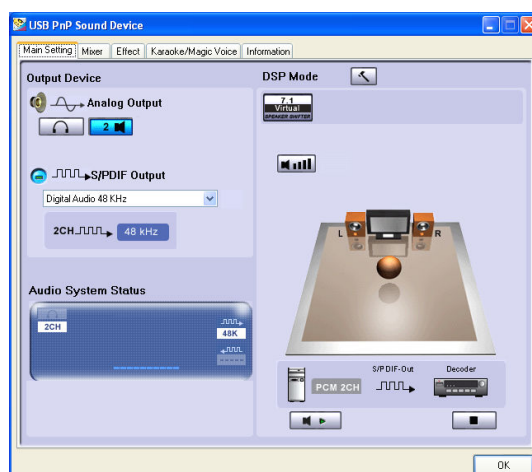 USB PnP Sound Device
Main Setting Mixer Effect Karaoke/Magic Voice Information
Output Device
Analog Output
2
S/PDIF Output
Digital Audio 48 KHz
2CH 48 kHz
Audio System Status
2CH
48K
-----
DSP Mode
7.1
Virtual
SPEAKER SHIFTER
L R
S/PDIF-Out Decoder
PCM 2CH
OK